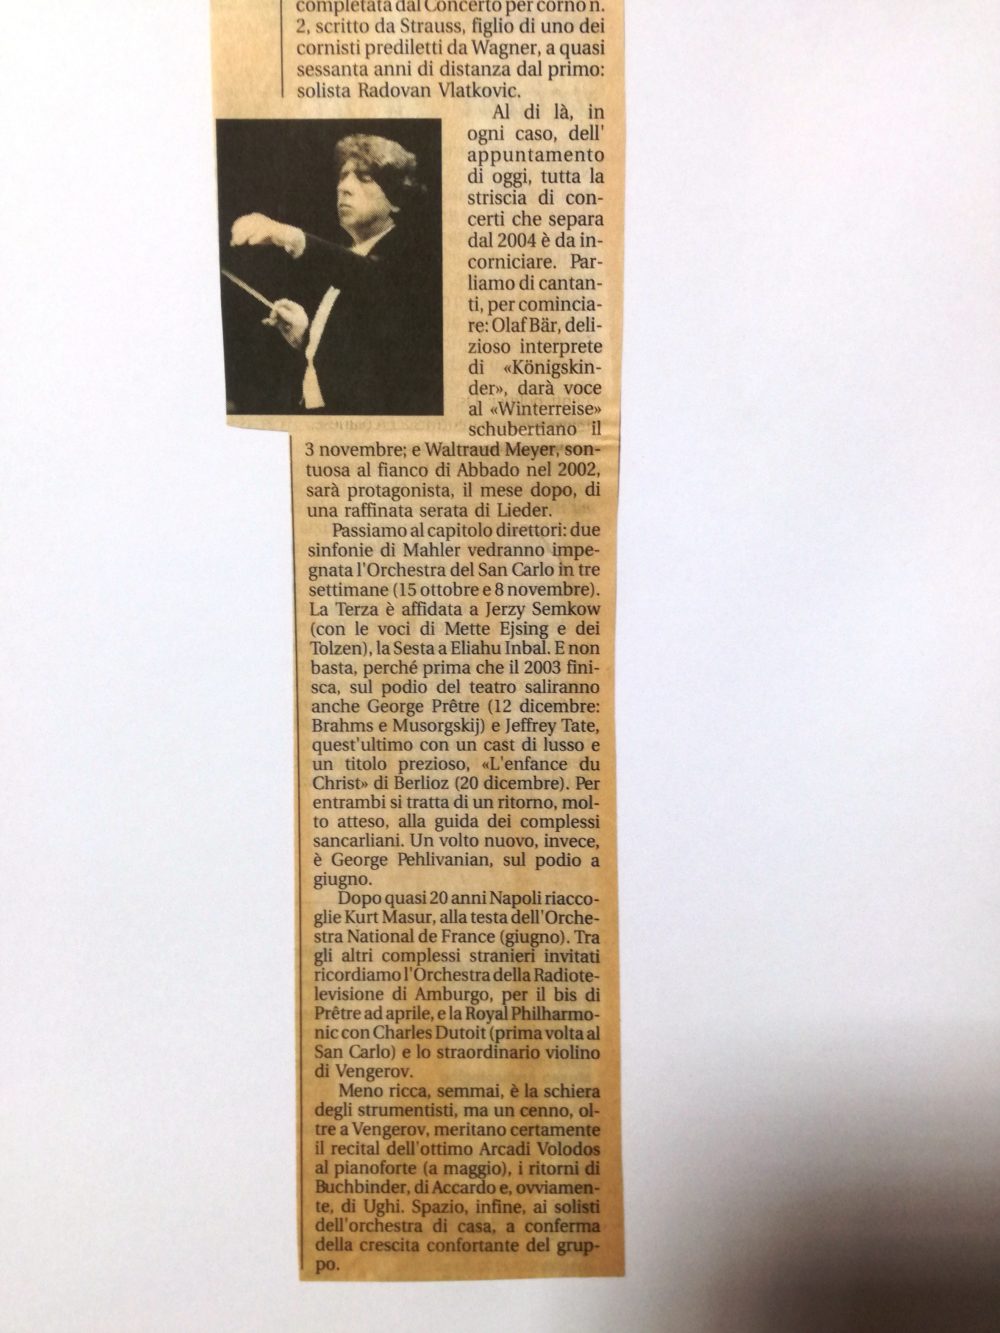 completata dal Concerto per corno n.
2, scritto da Strauss, figlio di uno dei
cornisti prediletti da Wagner, a quasi
sessanta anni di distanza dal primo:
solista Radovan Vlatkovic.
Al di là, in
ogni caso, dell'
appuntamento
di oggi, tutta la
striscia di con-
certi che separa
dal 2004 è da in-
corniciare. Par-
liamo di cantan-
ti, per comincia-
re: Olaf Bär, deli-
zioso interprete
di «Königskin-
der», darà voce
al «Winterreise»
schubertiano il
3 novembre; e Waltraud Meyer, son-
tuosa al fianco di Abbado nel 2002,
sarà protagonista, il mese dopo, di
una raffinata serata di Lieder.
Passiamo al capitolo direttori: due
sinfonie di Mahler vedranno impe-
gnata l'Orchestra del San Carlo in tre
settimane (15 ottobre e 8 novembre).
La Terza è affidata a Jerzy Semkow
(con le voci di Mette Ejsing e dei
Tolzen), la Sesta a Eliahu Inbal. E non
basta, perché prima che il 2003 fini-
sca, sul podio del teatro saliranno
anche George Prêtre (12 dicembre:
Brahms e Musorgskij) e Jeffrey Tate,
quest'ultimo con un cast di lusso e
un titolo prezioso, «L'enfance du
Christ» di Berlioz (20 dicembre). Per
entrambi si tratta di un ritorno, mol-
to atteso, alla guida dei complessi
sancarliani. Un volto nuovo, invece,
è George Pehlivanian, sul podio a
giugno.
Dopo quasi 20 anni Napoli riacco-
glie Kurt Masur, alla testa dell'Orche-
stra National de France (giugno). Tra
gli altri complessi stranieri invitati
ricordiamo l'Orchestra della Radiote-
levisione di Amburgo, per il bis di
Prêtre ad aprile, e la Royal Philharmo-
nic con Charles Dutoit (prima volta al
San Carlo) e lo straordinario violino
di Vengerov.
Meno ricca, semmai, è la schiera
degli strumentisti, ma un cenno, ol-
tre a Vengerov, meritano certamente
il recital dell'ottimo Arcadi Volodos
al pianoforte (a maggio), i ritorni di
Buchbinder, di Accardo e, ovviamen-
te, di Ughi. Spazio, infine, ai solisti
dell'orchestra di casa, a conferma
della crescita confortante del grup-
po.